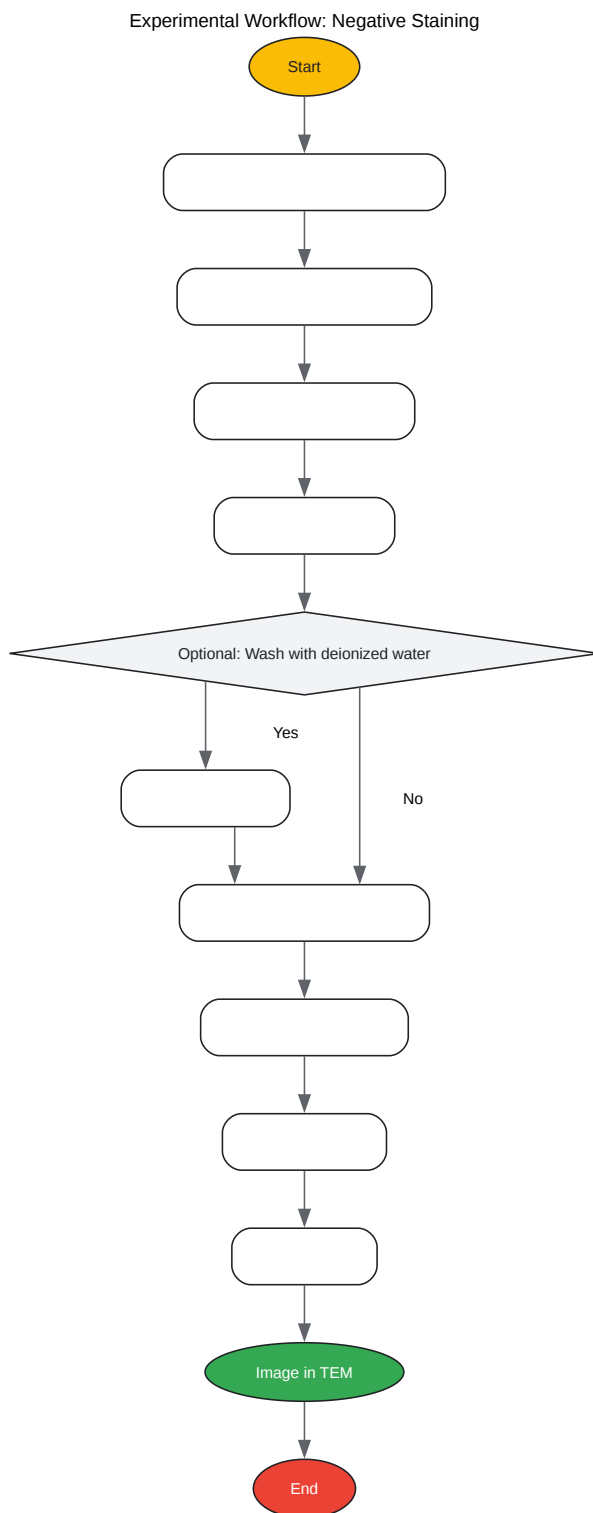 Experimental Workflow: Negative Staining
Start
Optional: Wash with deionized water
Yes
No
Image in TEM
End